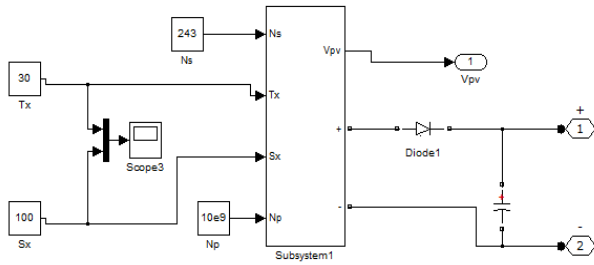 243
Ns
30
Tx
Scope3
100
Sx
10e9
Np
Ns
Tx
Sx
Np
Vpv
+
-
Subsystem1
1
Vpv
Diode1
+
1
+
-
2